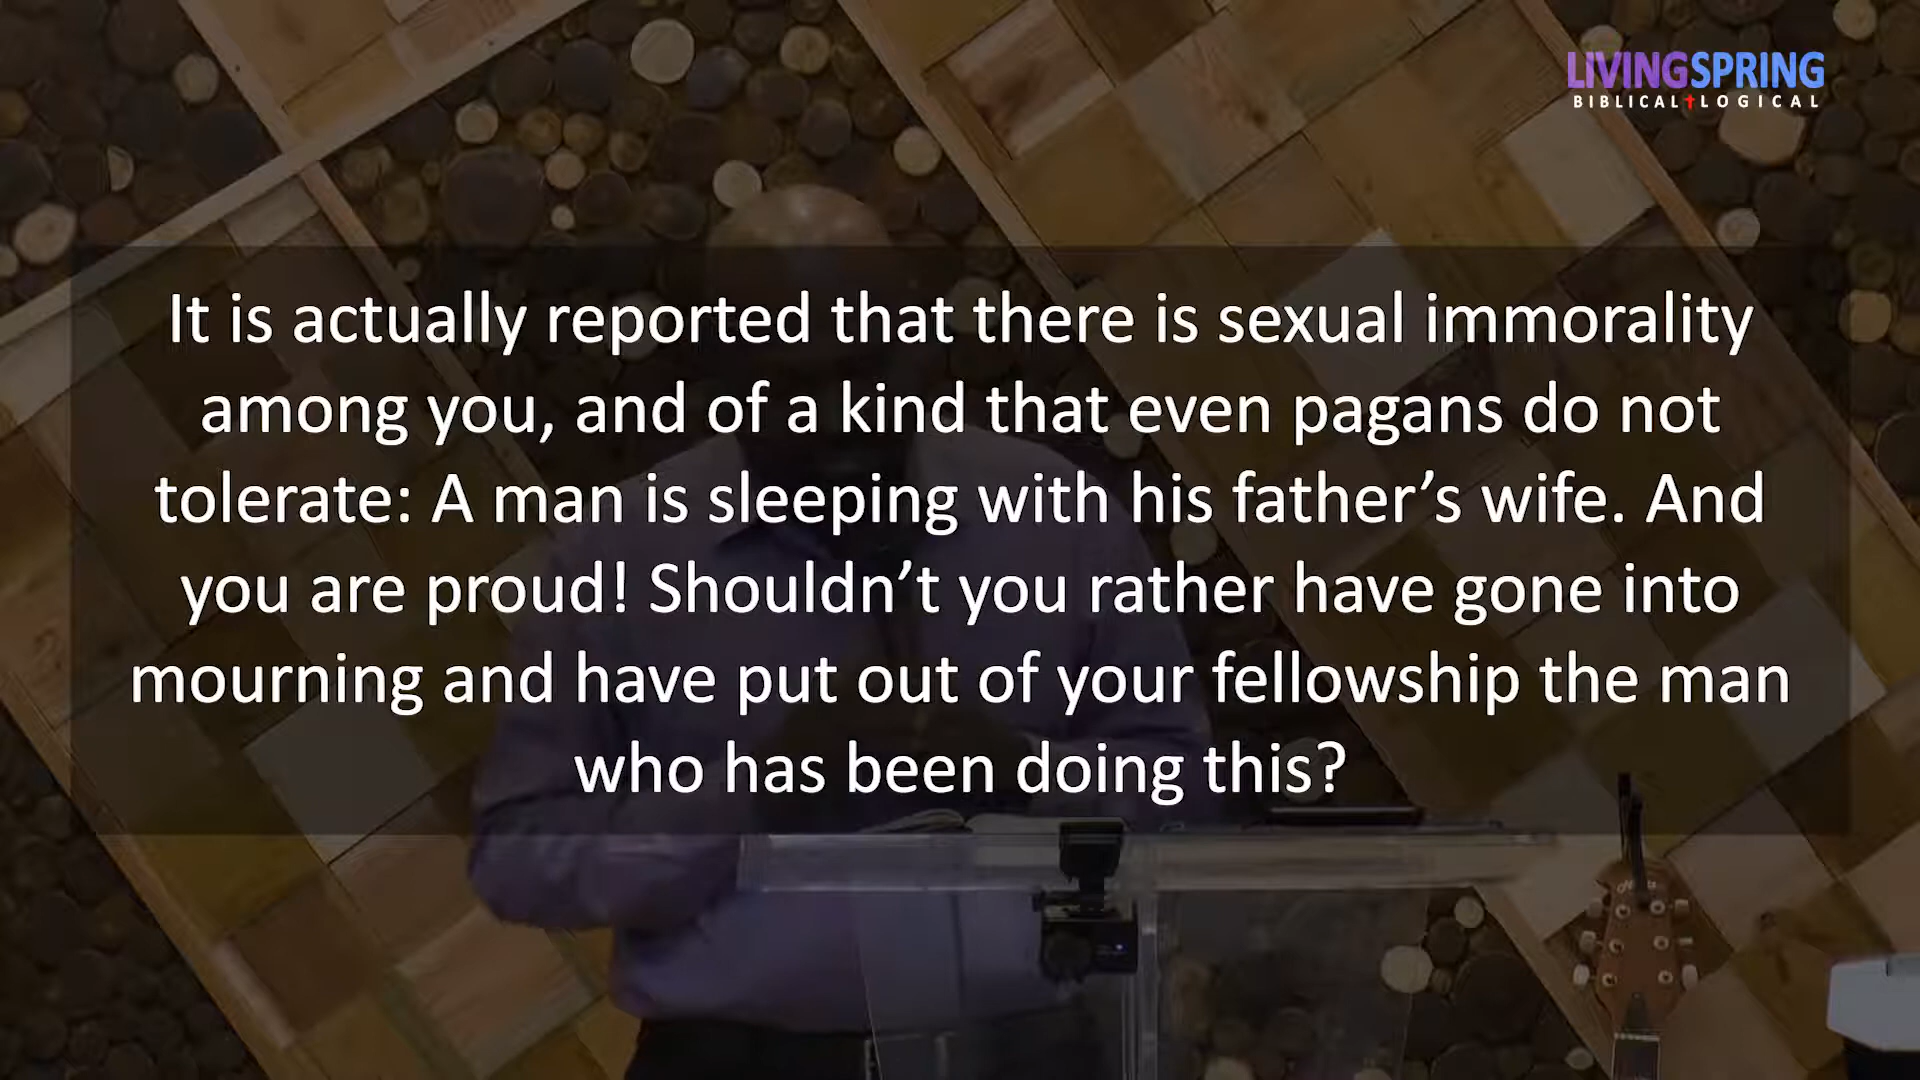 LIVINGSPRING
BIBLICAL LOGICAL
It is actually reported that there is sexual immorality
among you, and of a kind that even pagans do not
tolerate: A man is sleeping with his father’s wife. And
you are proud! Shouldn’t you rather have gone into
mourning and have put out of your fellowship the man
who has been doing this?